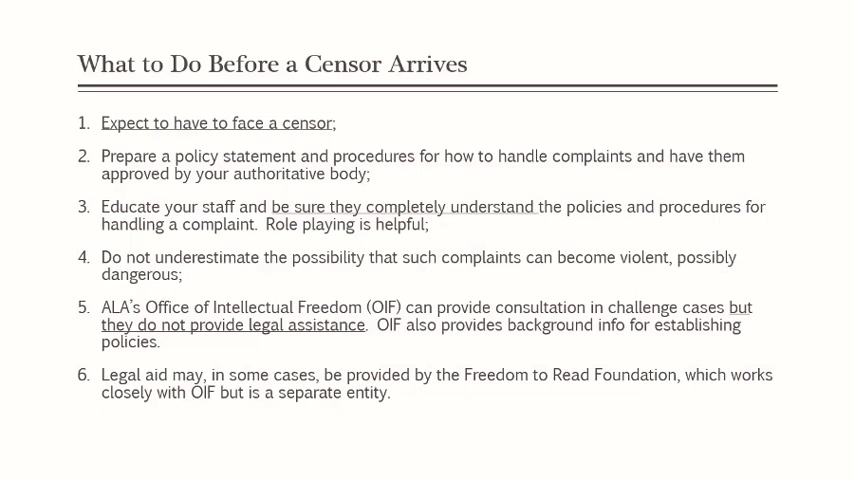 What to Do Before a Censor Arrives
1. Expect to have to face a censor;
2. Prepare a policy statement and procedures for how to handle complaints and have them
approved by your authoritative body;
3. Educate your staff and be sure they completely understand the policies and procedures for
handling a complaint. Role playing is helpful;
4. Do not underestimate the possibility that such complaints can become violent, possibly
dangerous;
5. ALA's Office of Intellectual Freedom (OIF) can provide consultation in challenge cases but
they do not provide legal assistance. OIF also provides background info for establishing
policies.
6. Legal aid may, in some cases, be provided by the Freedom to Read Foundation, which works
closely with OIF but is a separate entity.